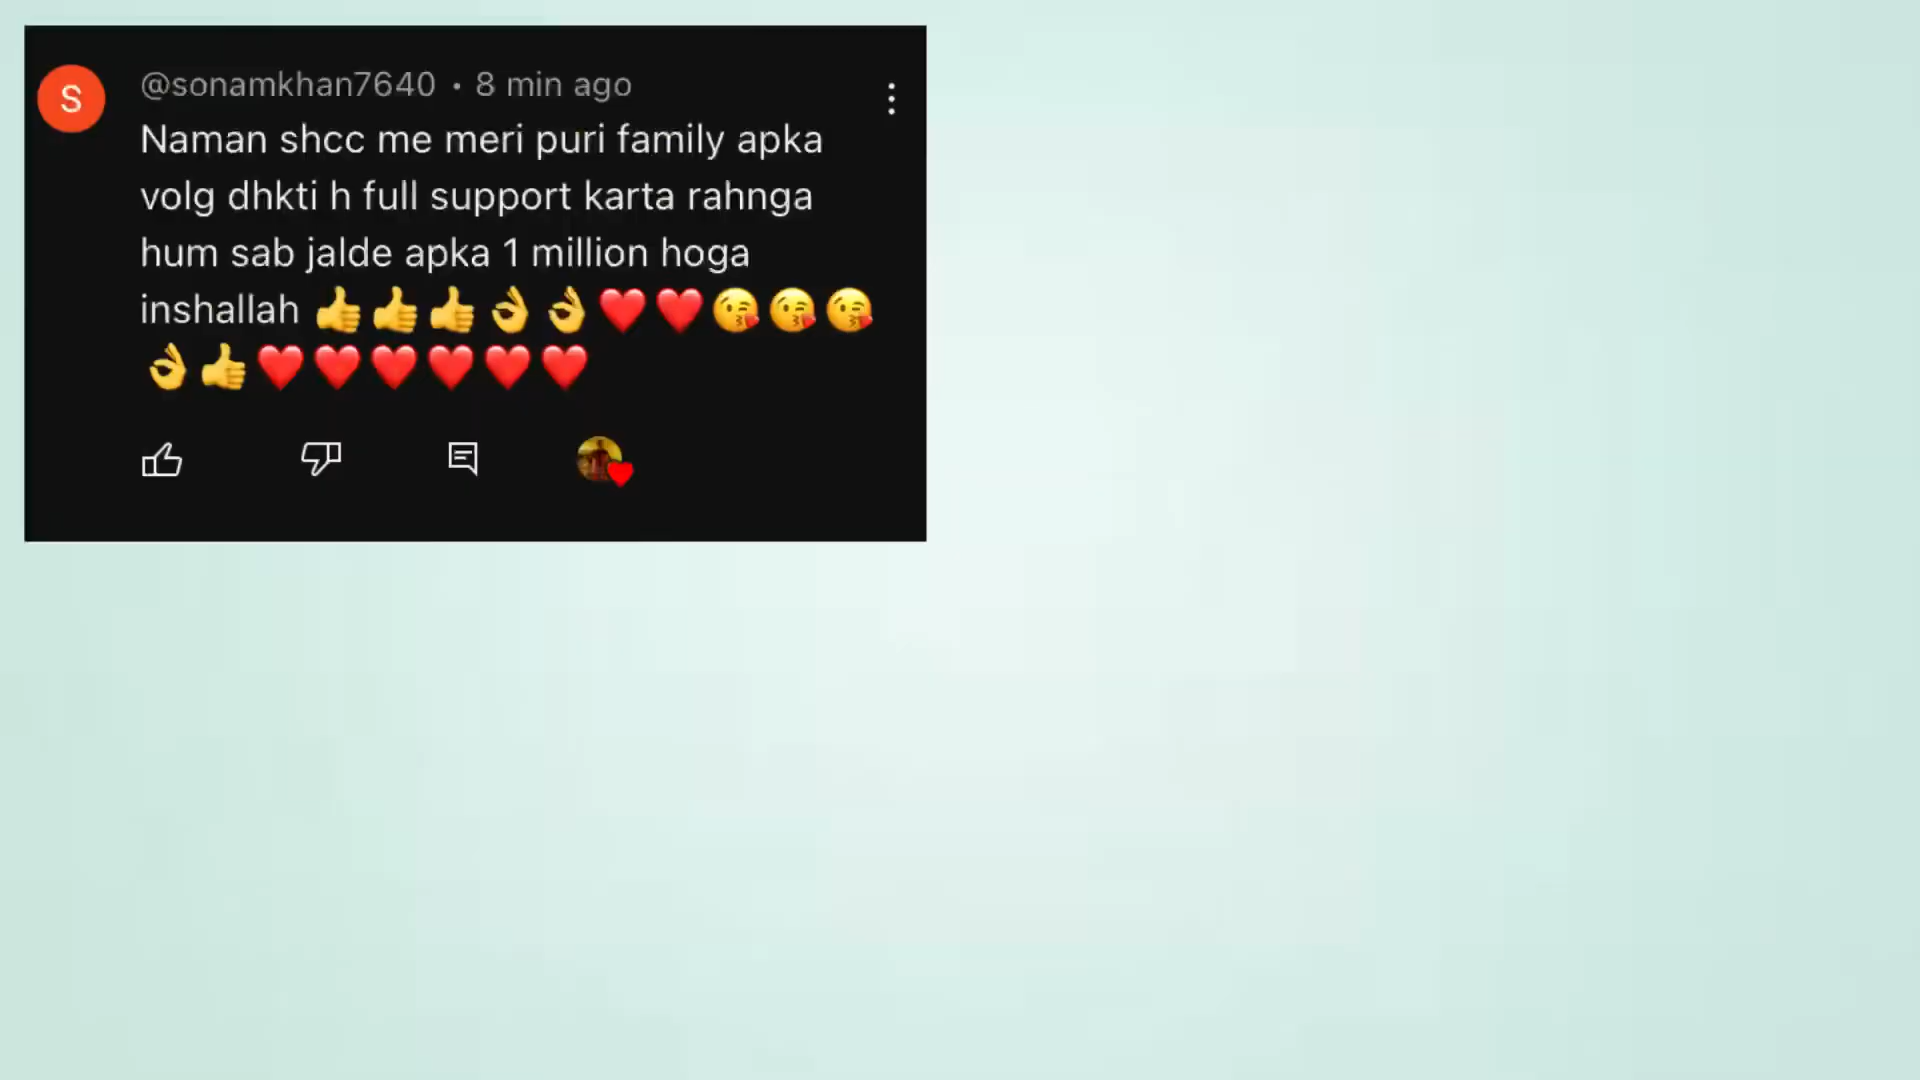 S
@sonamkhan7640 • 8 min ago
Naman shcc me meri puri family apka
volg dhkti h full support karta rahnga
hum sab jalde apka 1 million hoga
inshallah 👍👍👍👌👌❤️❤️😘😘😘
👌👍❤️❤️❤️❤️❤️❤️